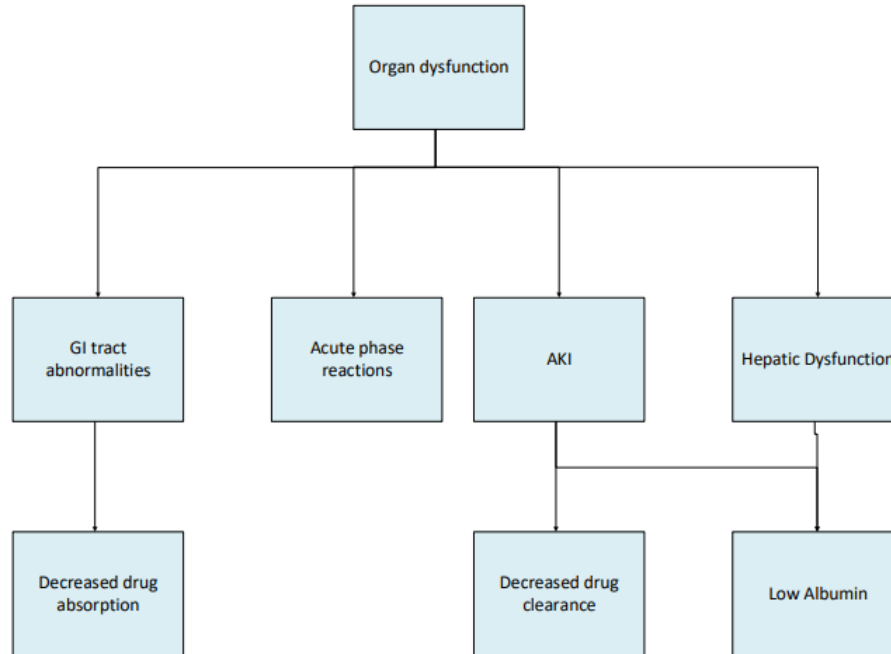 Organ dysfunction
GI tract
abnormalities
Acute phase
reactions
AKI
Hepatic Dysfunction
Decreased drug
absorption
Decreased drug
clearance
Low Albumin